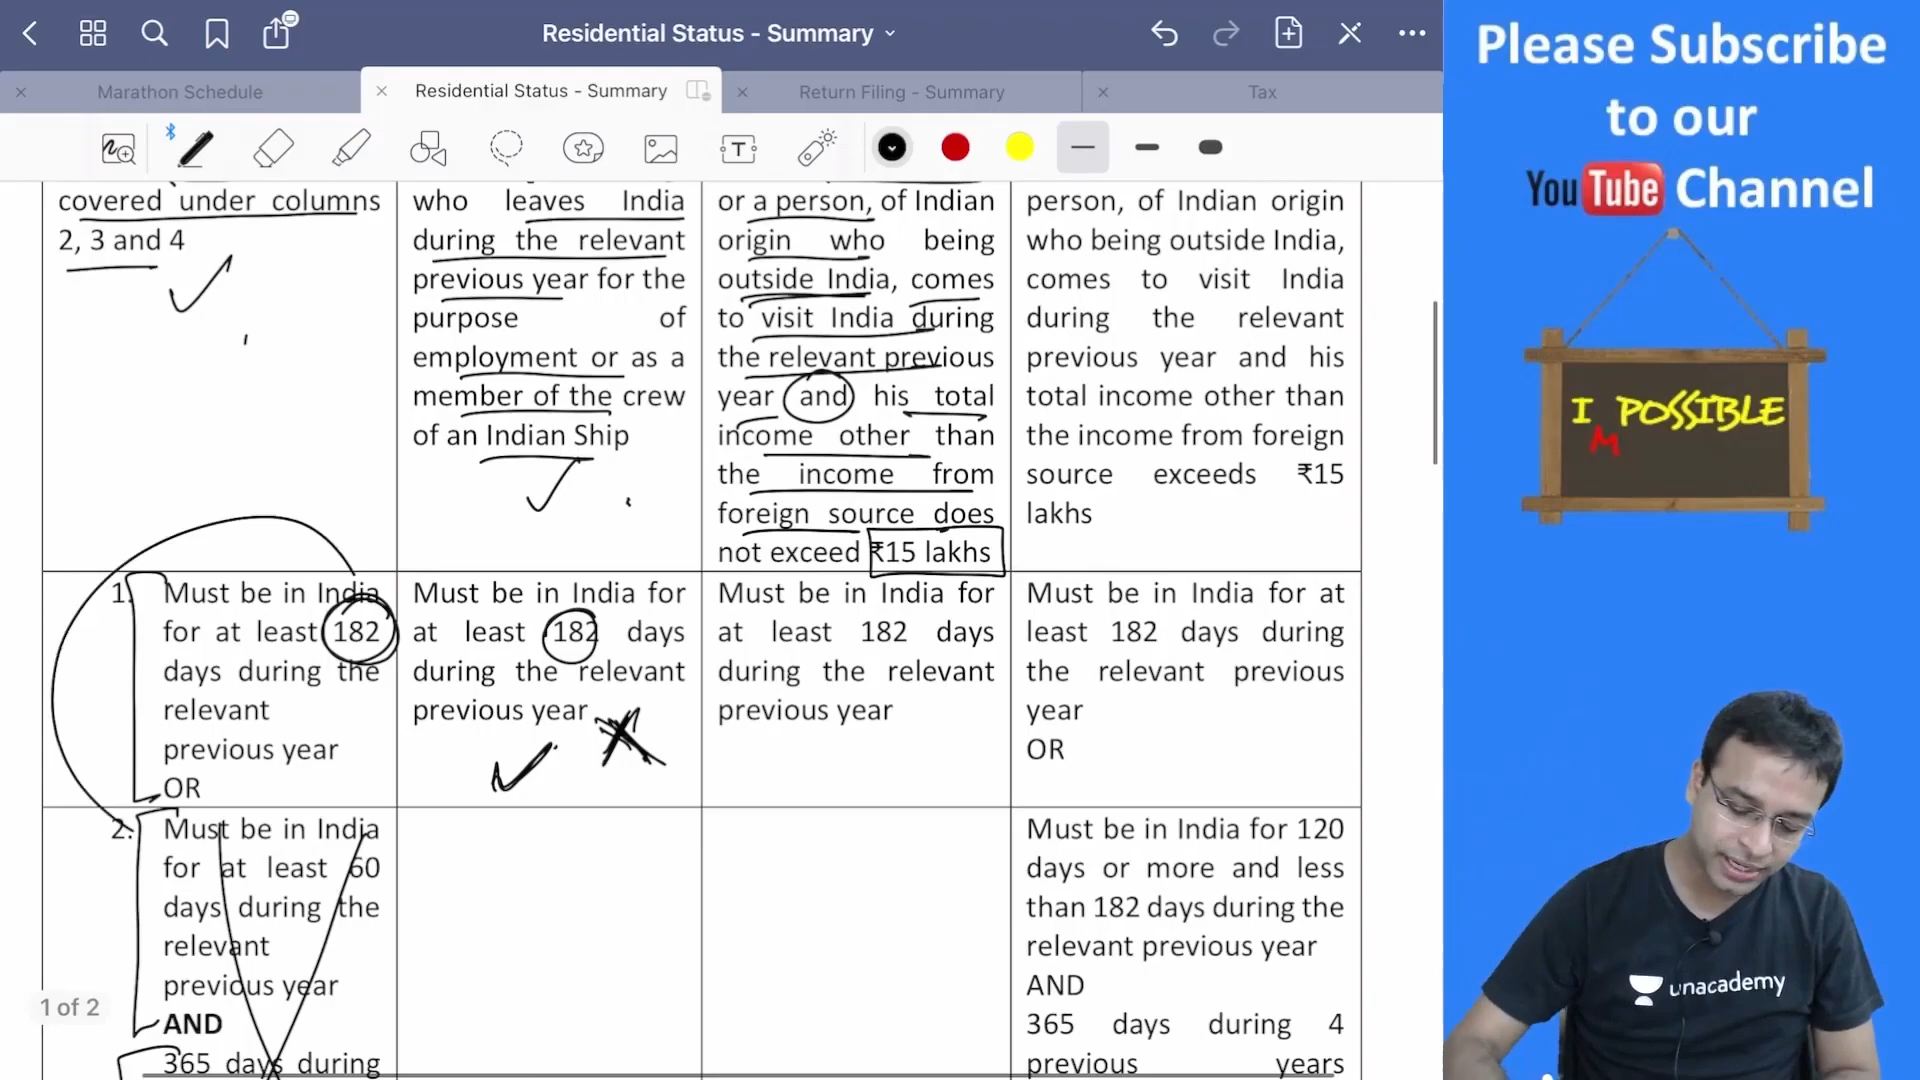 Residential Status - Summary
Marathon Schedule
Residential Status - Summary
Return Filing - Summary
Tax
T
covered under columns
2, 3 and 4
who leaves India
during the relevant
previous year for the
purpose of
employment or as a
member of the crew
of an Indian Ship
or a person, of Indian
origin who being
outside India, comes
to visit India during
the relevant previous
year and his total
income other than
the income from
foreign source does
not exceed ₹15 lakhs
person, of Indian origin
who being outside India,
comes to visit India
during the relevant
previous year and his
total income other than
the income from foreign
source exceeds ₹15
lakhs
1. Must be in India
for at least 182
days during the
relevant
previous year
OR
Must be in India for
at least 182 days
during the relevant
previous year
Must be in India for
at least 182 days
during the relevant
previous year
Must be in India for at
least 182 days during
the relevant previous
year
OR
2. Must be in India
for at least 60
days during the
relevant
previous year
AND
365 days during
Must be in India for 120
days or more and less
than 182 days during the
relevant previous year
AND
365 days during 4
previous years
1 of 2
Please Subscribe
to our
YouTube Channel
I POSSIBLE
M
unacademy